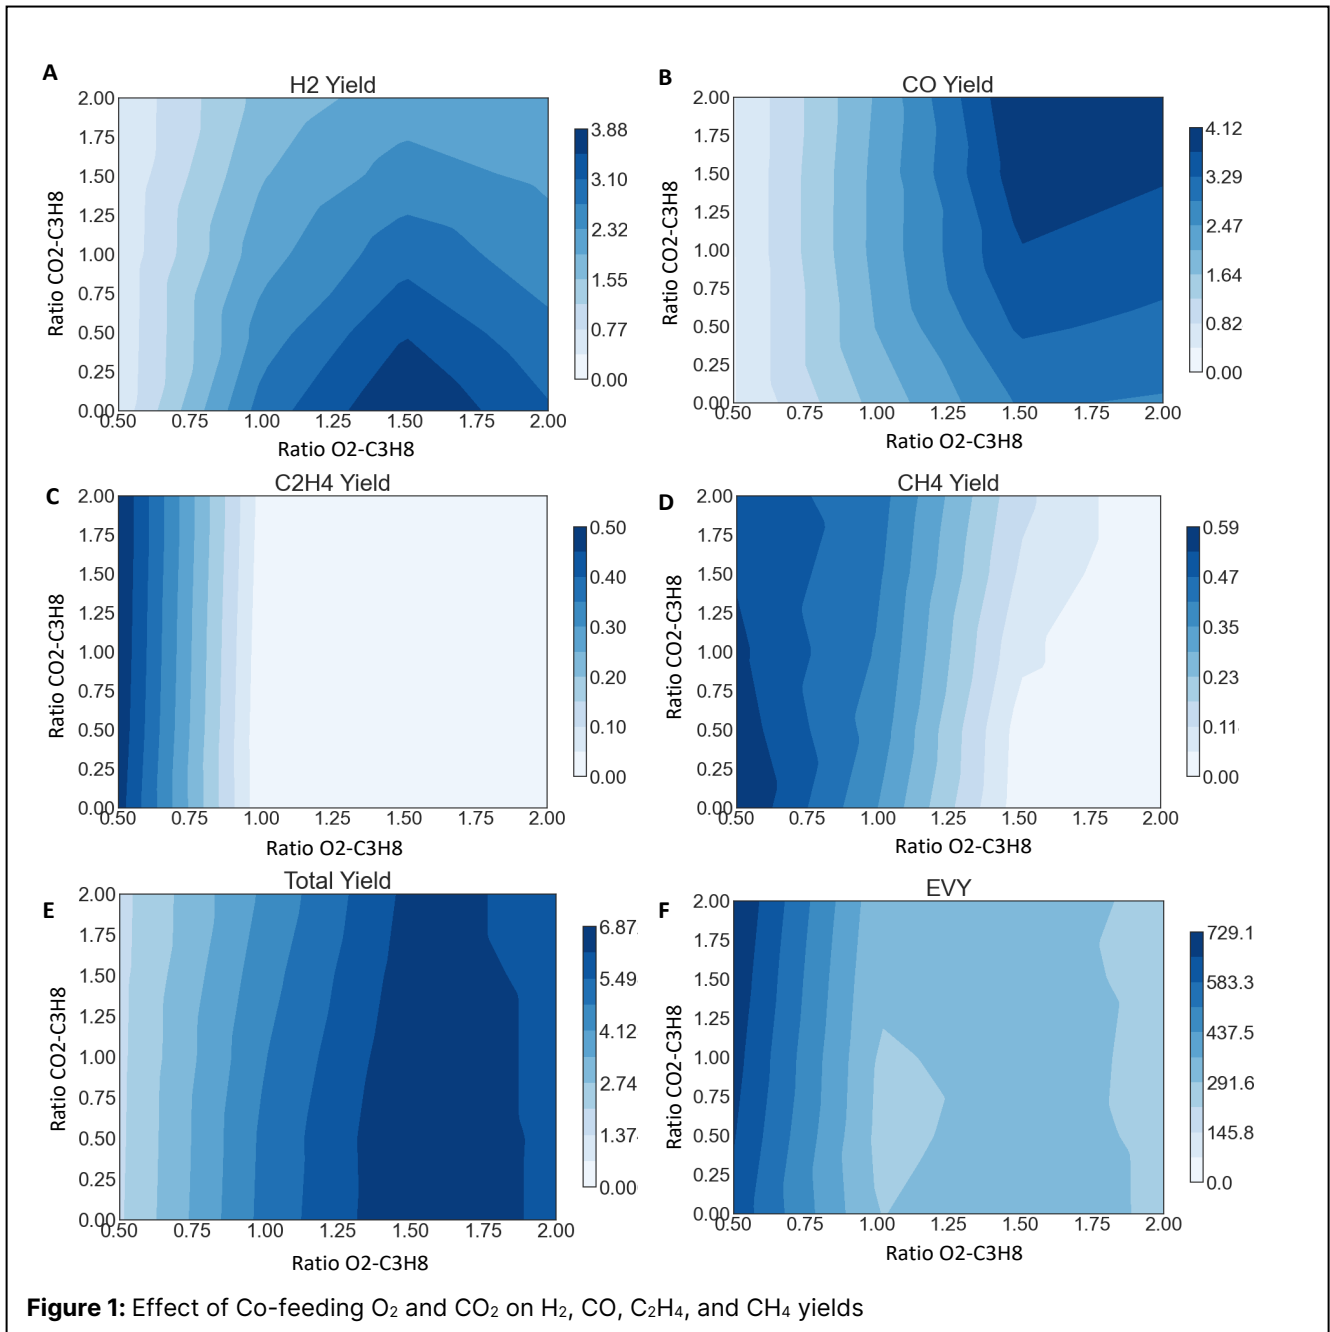 A
H2 Yield
2.00
1.75
1.50
1.25
1.00
0.75
0.50
0.25
0.00
0.50 0.75 1.00 1.25 1.50 1.75 2.00
Ratio CO2-C3H8
Ratio O2-C3H8
3.88
3.10
2.32
1.55
0.77
0.00
B
CO Yield
2.00
1.75
1.50
1.25
1.00
0.75
0.50
0.25
0.00
0.50 0.75 1.00 1.25 1.50 1.75 2.00
Ratio CO2-C3H8
Ratio O2-C3H8
4.12
3.29
2.47
1.64
0.82
0.00
C
C2H4 Yield
2.00
1.75
1.50
1.25
1.00
0.75
0.50
0.25
0.00
0.50 0.75 1.00 1.25 1.50 1.75 2.00
Ratio CO2-C3H8
Ratio O2-C3H8
0.50
0.40
0.30
0.20
0.10
0.00
D
CH4 Yield
2.00
1.75
1.50
1.25
1.00
0.75
0.50
0.25
0.00
0.50 0.75 1.00 1.25 1.50 1.75 2.00
Ratio CO2-C3H8
Ratio O2-C3H8
0.59
0.47
0.35
0.23
0.11
0.00
E
Total Yield
2.00
1.75
1.50
1.25
1.00
0.75
0.50
0.25
0.00
0.50 0.75 1.00 1.25 1.50 1.75 2.00
Ratio CO2-C3H8
Ratio O2-C3H8
6.87
5.49
4.12
2.74
1.37
0.00
F
EVY
2.00
1.75
1.50
1.25
1.00
0.75
0.50
0.25
0.00
0.50 0.75 1.00 1.25 1.50 1.75 2.00
Ratio CO2-C3H8
Ratio O2-C3H8
729.1
583.3
437.5
291.6
145.8
0.0
Figure 1: Effect of Co-feeding O₂ and CO₂ on H₂, CO, C₂H₄, and CH₄ yields